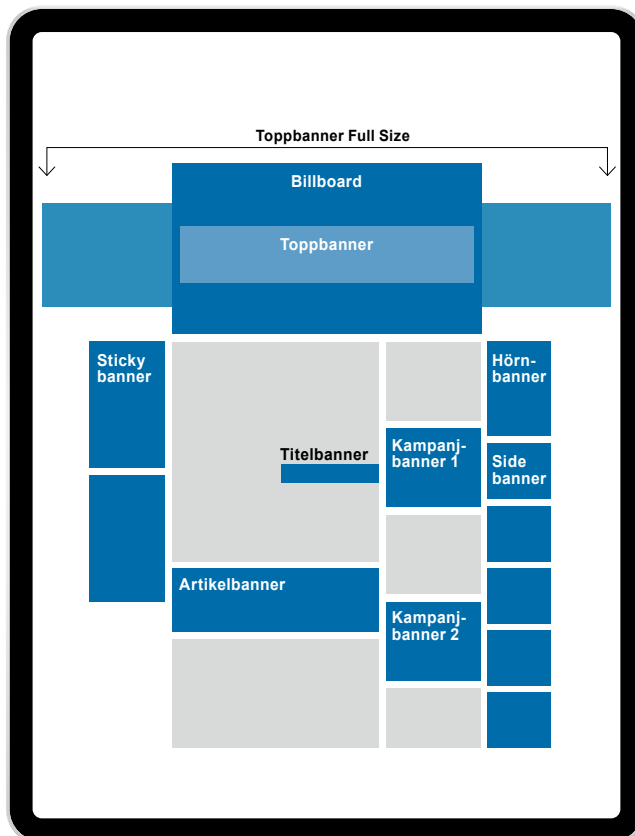 Toppbanner Full Size
Billboard
Toppbanner
Sticky
banner
Hörn-
banner
Titelbanner
Kampanj-
banner 1
Side
banner
Artikelbanner
Kampanj-
banner 2